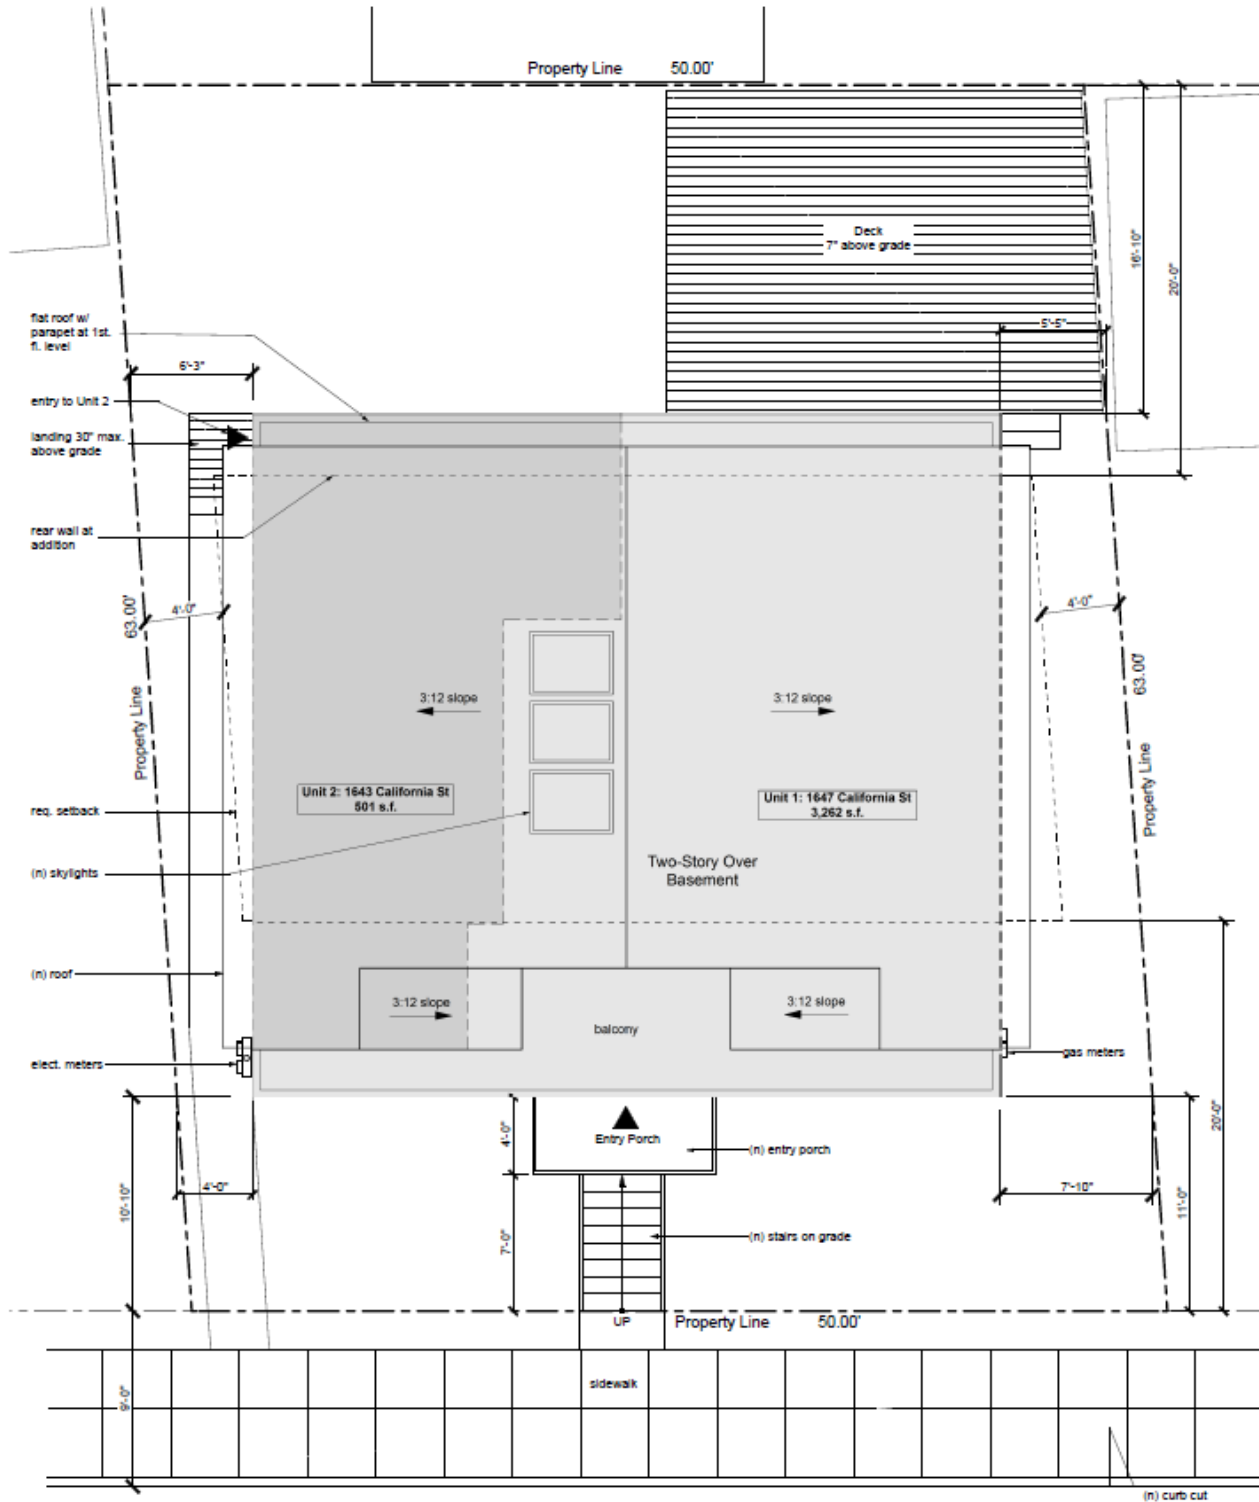 Property Line 50.00'
Deck
7" above grade
16'-10"
20'-0"
5'-5"
flat roof w/
parapet at 1st.
fl. level
6'-3"
entry to Unit 2
landing 30" max.
above grade
rear wall at
addition
4'-0"
63.00'
Property Line
4'-0"
63.00'
Property Line
3:12 slope
3:12 slope
Unit 2: 1643 California St
501 s.f.
Unit 1: 1647 California St
3,262 s.f.
req. setback
(n) skylights
Two-Story Over
Basement
(n) roof
3:12 slope
3:12 slope
balcony
elect. meters
gas meters
4'-0"
Entry Porch
(n) entry porch
20'-0"
4'-0"
7'-10"
10'-10"
11'-0"
7'-0"
(n) stairs on grade
UP
Property Line 50.00'
sidewalk
9'-0"
(n) curb cut